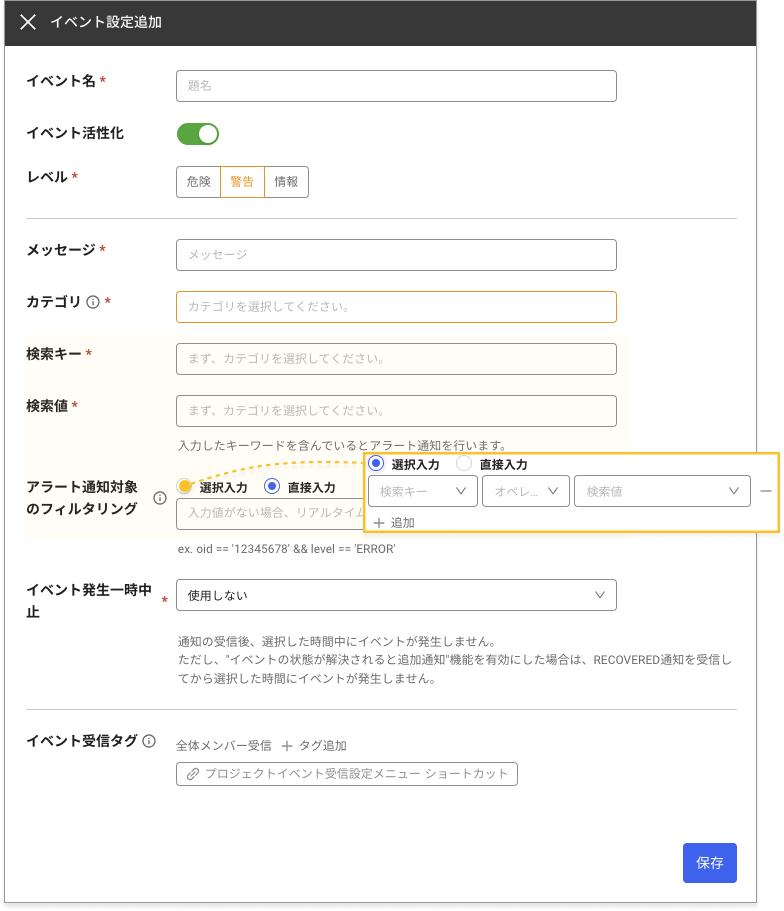 イベント設定追加
イベント名 *
題名
イベント活性化
レベル *
危険 警告 情報
メッセージ *
メッセージ
カテゴリ *
カテゴリを選択してください。
検索キー *
まず、カテゴリを選択してください。
検索値 *
まず、カテゴリを選択してください。
入力したキーワードを含んでいるとアラート通知を行います。
アラート通知対象
のフィルタリング
選択入力 直接入力
入力値がない場合、リアルタイム
選択入力 直接入力
検索キー オペレ... 検索値
+ 追加
ex. oid == '12345678' && level == 'ERROR'
イベント発生一時中
止 *
使用しない
通知の受信後、選択した時間中にイベントが発生しません。
ただし、"イベントの状態が解決されると追加通知"機能を有効にした場合は、RECOVERED通知を受信し
てから選択した時間にイベントが発生しません。
イベント受信タグ
全体メンバー受信 + タグ追加
プロジェクトイベント受信設定メニュー ショートカット
保存